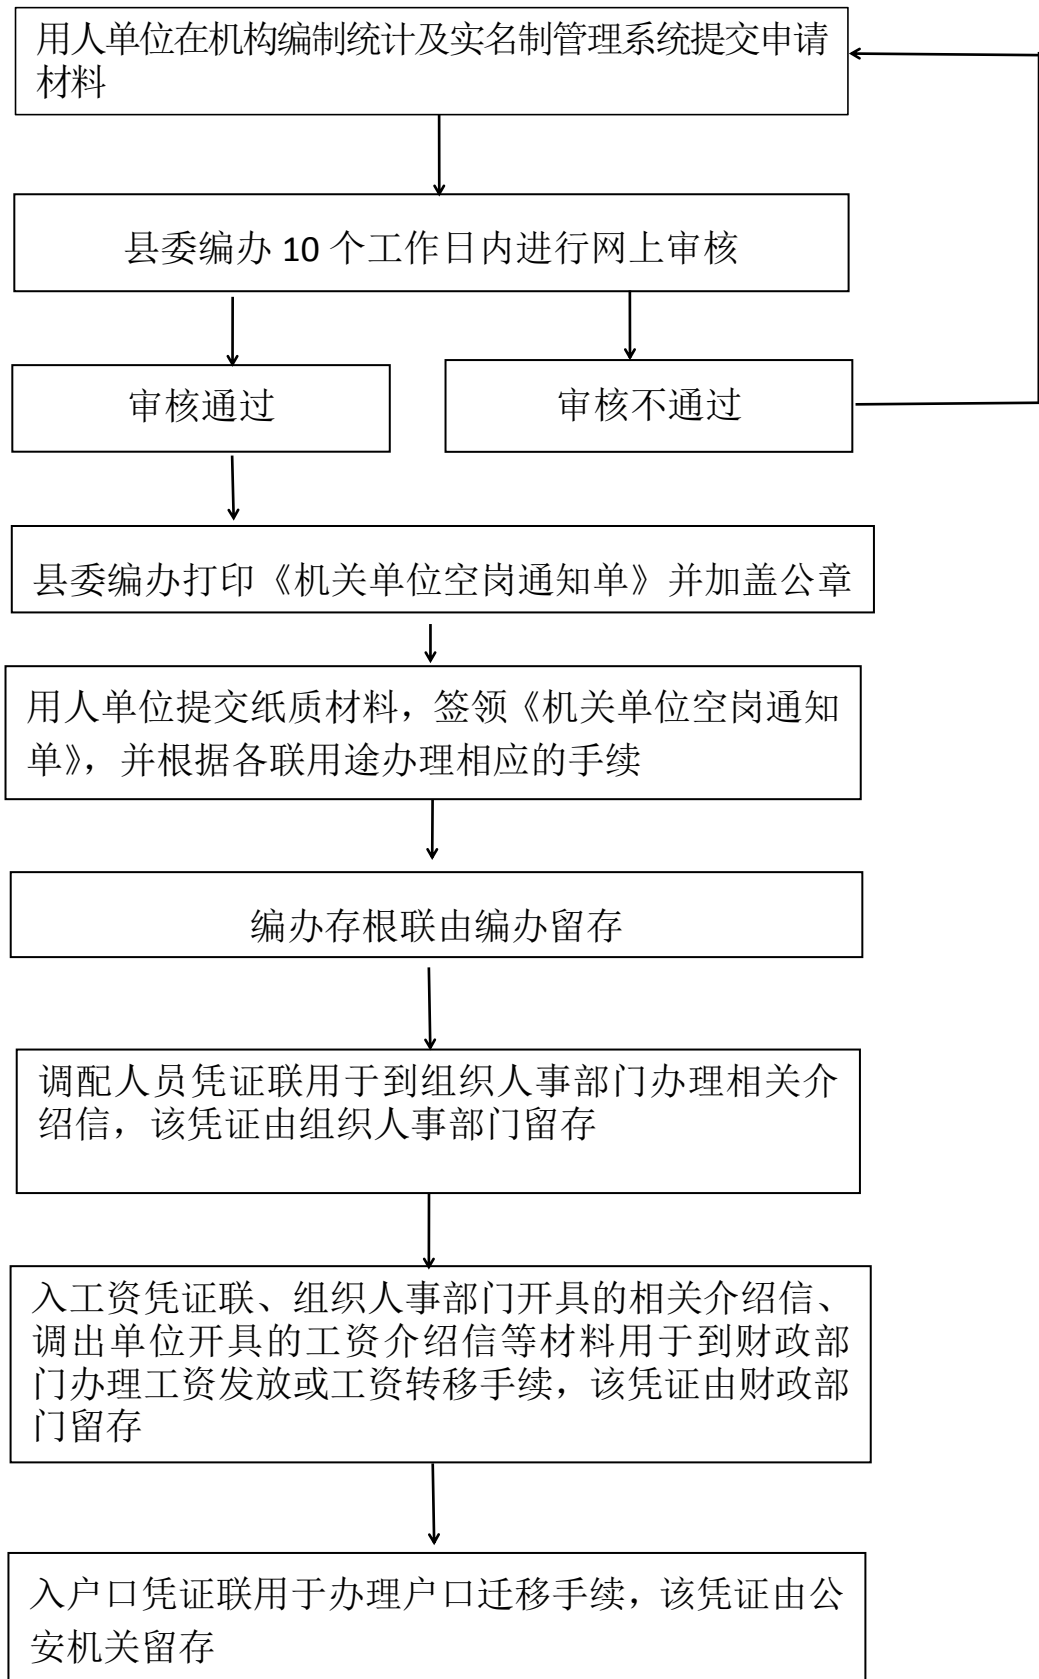 用人单位在机构编制统计及实名制管理系统提交申请
材料
县委编办 10 个工作日内进行网上审核
审核通过
审核不通过
县委编办打印《机关单位空岗通知单》并加盖公章
用人单位提交纸质材料，签领《机关单位空岗通知
单》，并根据各联用途办理相应的手续
编办存根联由编办留存
调配人员凭证联用于到组织人事部门办理相关介
绍信，该凭证由组织人事部门留存
入工资凭证联、组织人事部门开具的相关介绍信、
调出单位开具的工资介绍信等材料用于到财政部
门办理工资发放或工资转移手续，该凭证由财政部
门留存
入户口凭证联用于办理户口迁移手续，该凭证由公
安机关留存